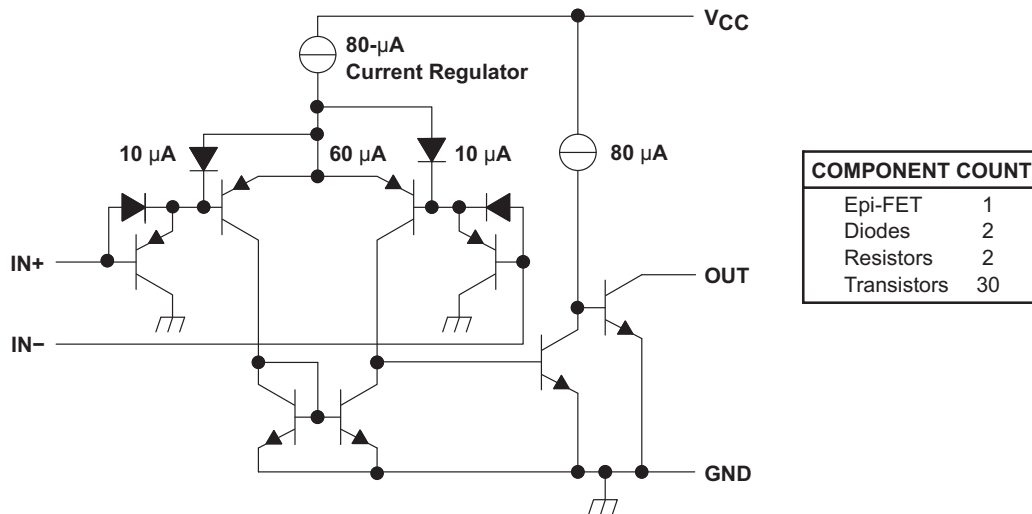 V_CC
80-µA
Current Regulator
10 µA
60 µA
10 µA
80 µA
IN+
OUT
IN−
GND
COMPONENT COUNT
Epi-FET 1
Diodes 2
Resistors 2
Transistors 30